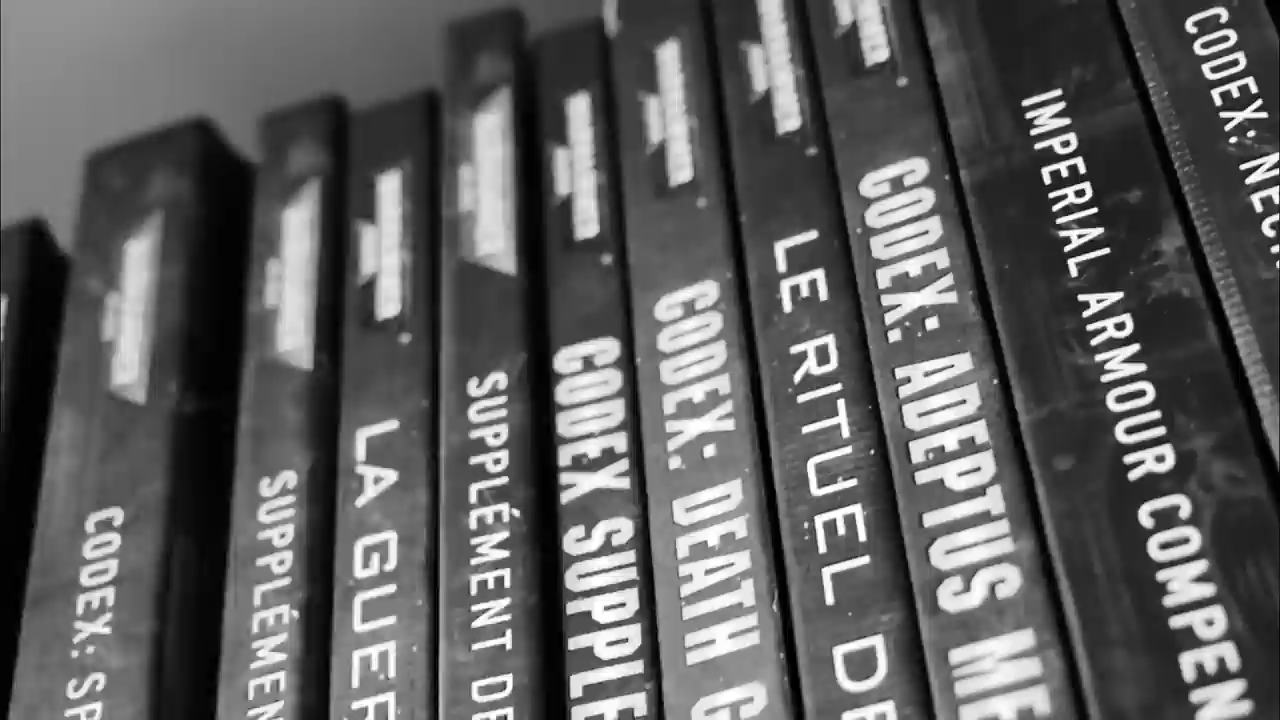 CODEX: SP
SUPPLÉMEN
LA GUER
SUPPLÉMENT DE
CODEX SUPPLE
CODEX: DEATH G
LE RITUEL DE
CODEX: ADEPTUS ME
IMPERIAL ARMOUR COMPEN
CODEX: NECR